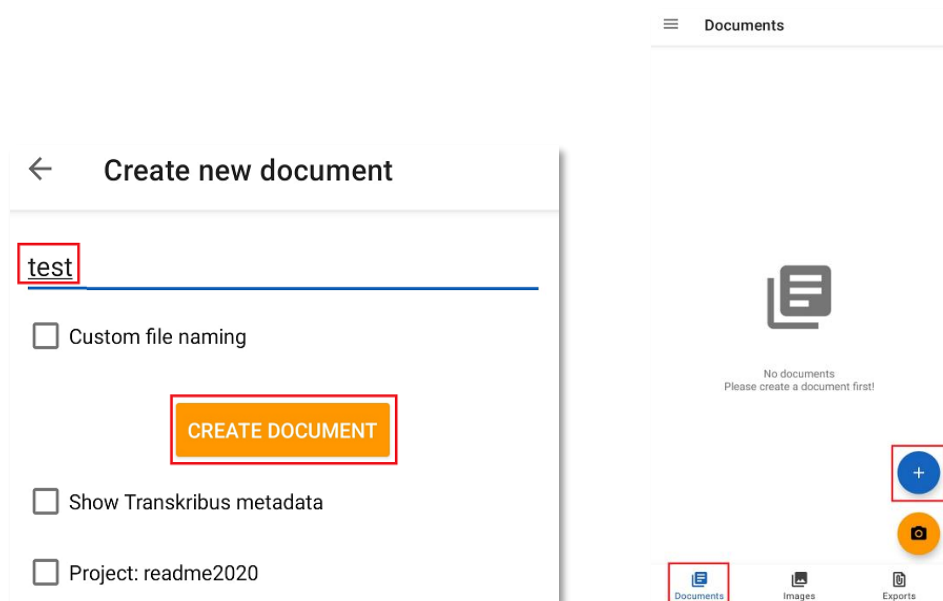 Create new document
test
Custom file naming
CREATE DOCUMENT
Show Transkribus metadata
Project: readme2020
Documents
No documents
Please create a document first!
Documents Images Exports